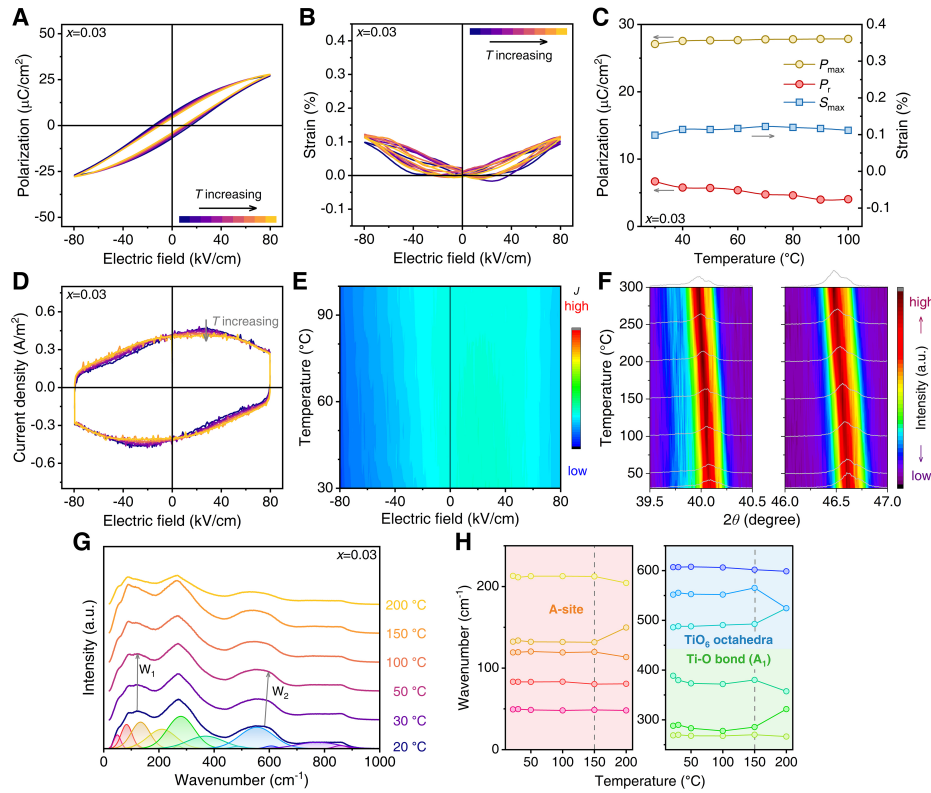 A
x=0.03
Polarization (μC/cm²)
50
25
0
-25
-50
T increasing
-80 -40 0 40 80
Electric field (kV/cm)
B
x=0.03
Strain (%)
0.4
0.3
0.2
0.1
0.0
-0.1
T increasing
-80 -40 0 40 80
Electric field (kV/cm)
C
Polarization (μC/cm²)
30
20
10
0
Pmax
Pr
Smax
x=0.03
0.4
0.3
0.2
0.1
0.0
-0.1
Strain (%)
40 60 80 100
Temperature (°C)
D
x=0.03
Current density (A/m²)
0.6
0.3
0.0
-0.3
-0.6
T increasing
-80 -40 0 40 80
Electric field (kV/cm)
E
Temperature (°C)
90
60
30
-80 -40 0 40 80
Electric field (kV/cm)
J
high
low
F
Temperature (°C)
300
250
200
150
100
50
39.5 40.0 40.5
46.0 46.5 47.0
2θ (degree)
high
Intensity (a.u.)
low
G
x=0.03
Intensity (a.u.)
200 °C
150 °C
100 °C
50 °C
30 °C
20 °C
W₁
W₂
0 200 400 600 800 1000
Wavenumber (cm⁻¹)
H
Wavenumber (cm⁻¹)
200
100
0
A-site
0 50 100 150 200
600
500
400
300
TiO₆ octahedra
Ti-O bond (A₁)
0 50 100 150 200
Temperature (°C)